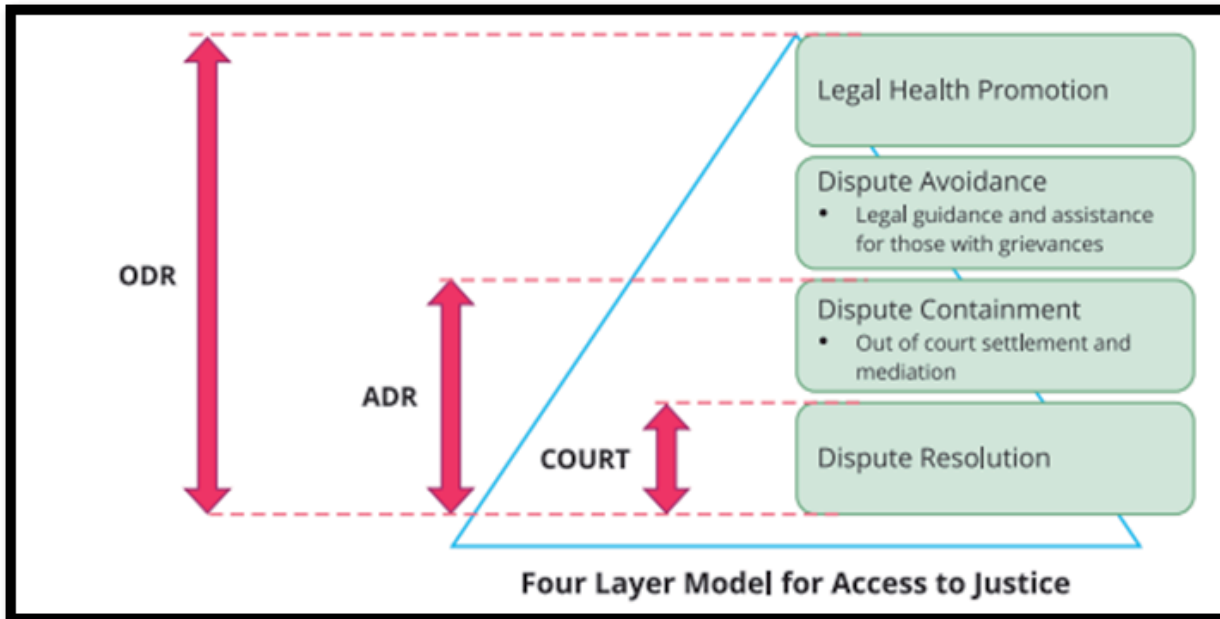 Legal Health Promotion
Dispute Avoidance
• Legal guidance and assistance
for those with grievances
ODR
Dispute Containment
• Out of court settlement and
mediation
ADR
COURT
Dispute Resolution
Four Layer Model for Access to Justice